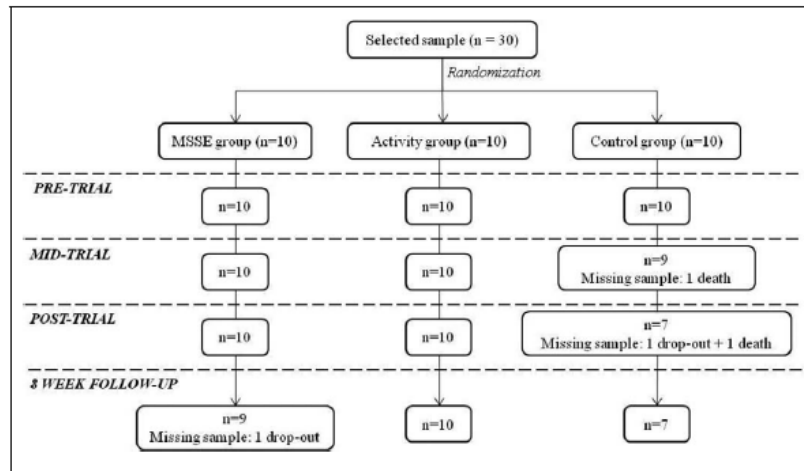 Selected sample (n = 30)
Randomization
MSSE group (n=10)
Activity group (n=10)
Control group (n=10)
PRE-TRIAL
n=10
n=10
n=10
MID-TRIAL
n=10
n=10
n=9
Missing sample: 1 death
POST-TRIAL
n=10
n=10
n=7
Missing sample: 1 drop-out + 1 death
8 WEEK FOLLOW-UP
n=9
Missing sample: 1 drop-out
n=10
n=7